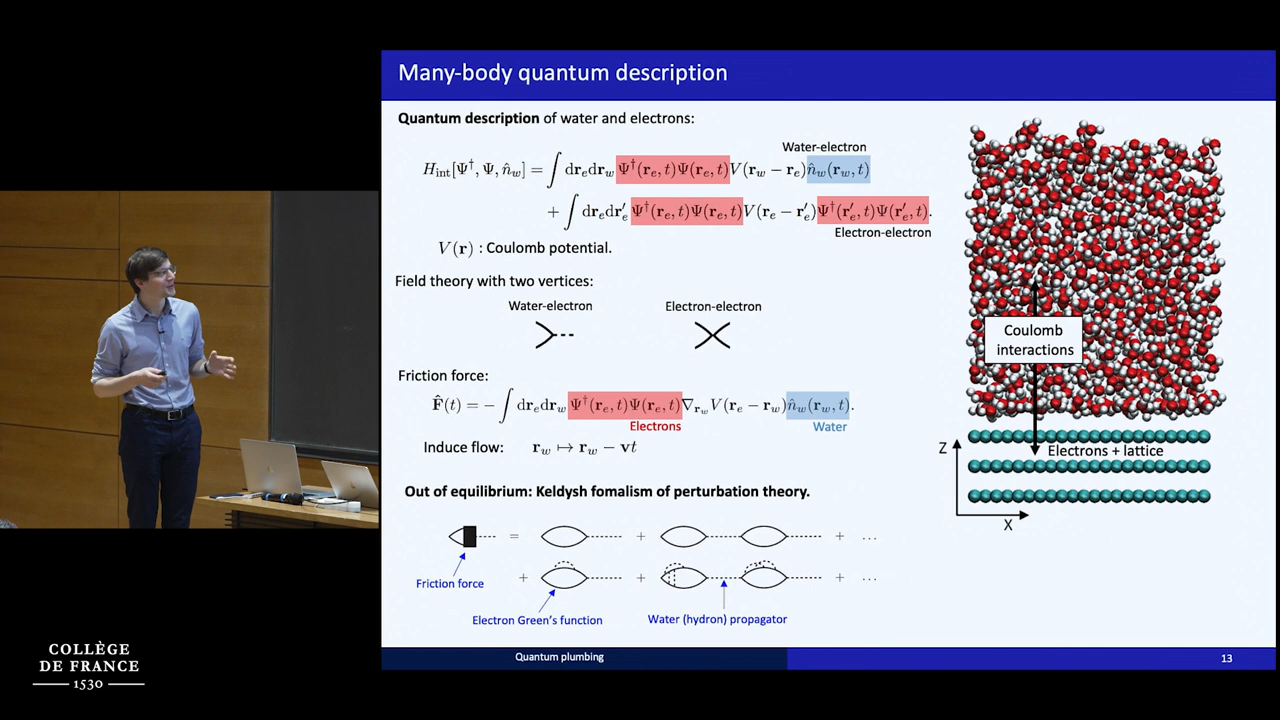 Many-body quantum description
Quantum description of water and electrons:
Water-electron
H_int[Ψ†, Ψ, n̂_w] = ∫ dr_e dr_w Ψ†(r_e, t)Ψ(r_e, t)V(r_w − r_e)n̂_w(r_w, t)
+ ∫ dr_e dr′_e Ψ†(r_e, t)Ψ(r_e, t)V(r_e − r′_e)Ψ†(r′_e, t)Ψ(r′_e, t).
Electron-electron
V(r) : Coulomb potential.
Field theory with two vertices:
Water-electron Electron-electron
Friction force:
F̂(t) = − ∫ dr_e dr_w Ψ†(r_e, t)Ψ(r_e, t)∇_{r_w} V(r_e − r_w)n̂_w(r_w, t).
Electrons Water
Induce flow: r_w ↦ r_w − vt
Out of equilibrium: Keldysh fomalism of perturbation theory.
= + + ...
+ + + ...
Friction force
Electron Green's function
Water (hydron) propagator
Coulomb
interactions
Electrons + lattice
Z
X
Quantum plumbing
13
COLLÈGE
DE FRANCE
1530